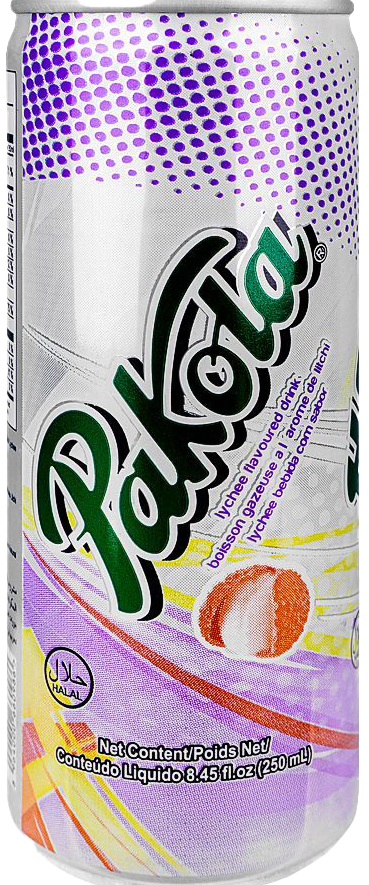 Pakola®
lychee flavoured drink
boisson gazeuse a l' arome de litchi
lychee bebida com sabor
حلال
HALAL
Net Content/Poids Net/
Conteúdo Liquido 8.45 fl.oz (250 mL)